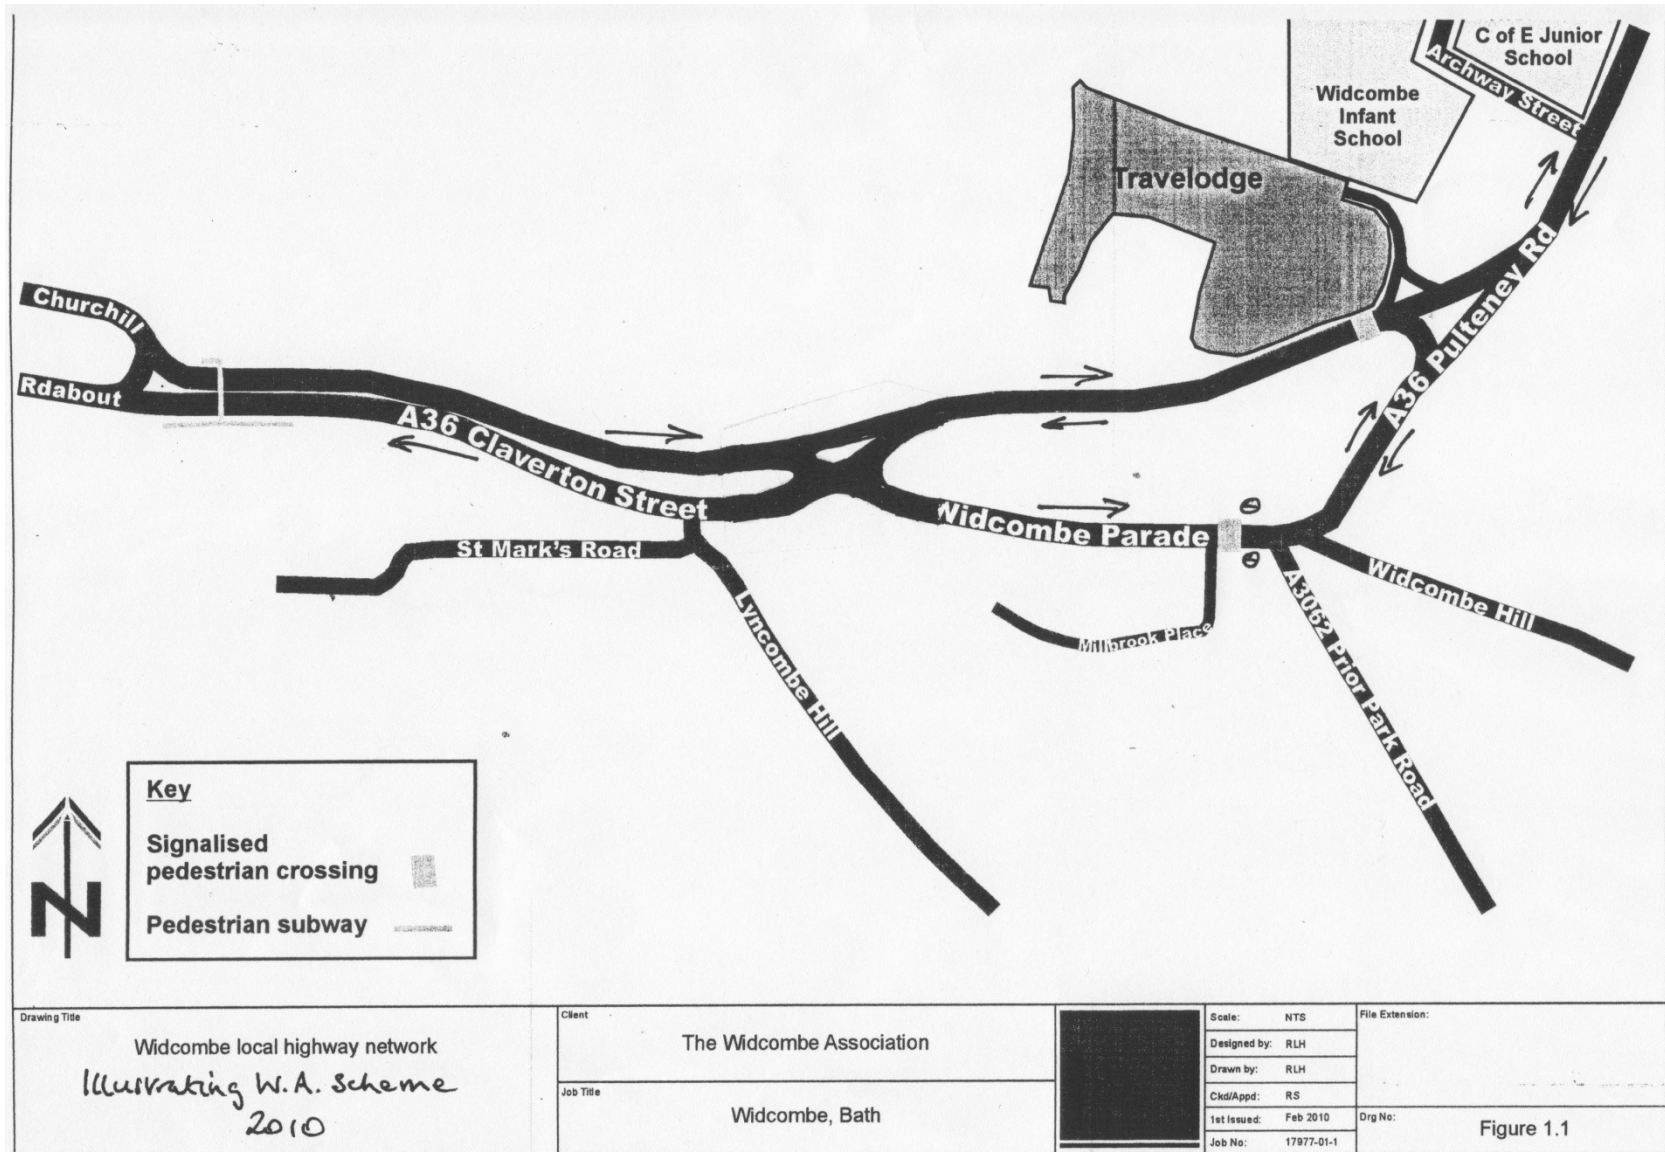 C of E Junior
School
Archway Street
Widcombe
Infant
School
Travelodge
A36 Pulteney Rd
Churchill
Rdabout
A36 Claverton Street
Widcombe Parade
St Mark's Road
Lyncombe Hill
Millbrook Place
Widcombe Hill
A3062 Prior Park Road
Key
Signalised
pedestrian crossing
Pedestrian subway
N
Drawing Title
Widcombe local highway network
Illustrating W.A. Scheme
2010
Client
The Widcombe Association
Job Title
Widcombe, Bath
Scale: NTS
Designed by: RLH
Drawn by: RLH
Ckd/Appd: RS
1st Issued: Feb 2010
Job No: 17977-01-1
File Extension:
Drg No:
Figure 1.1